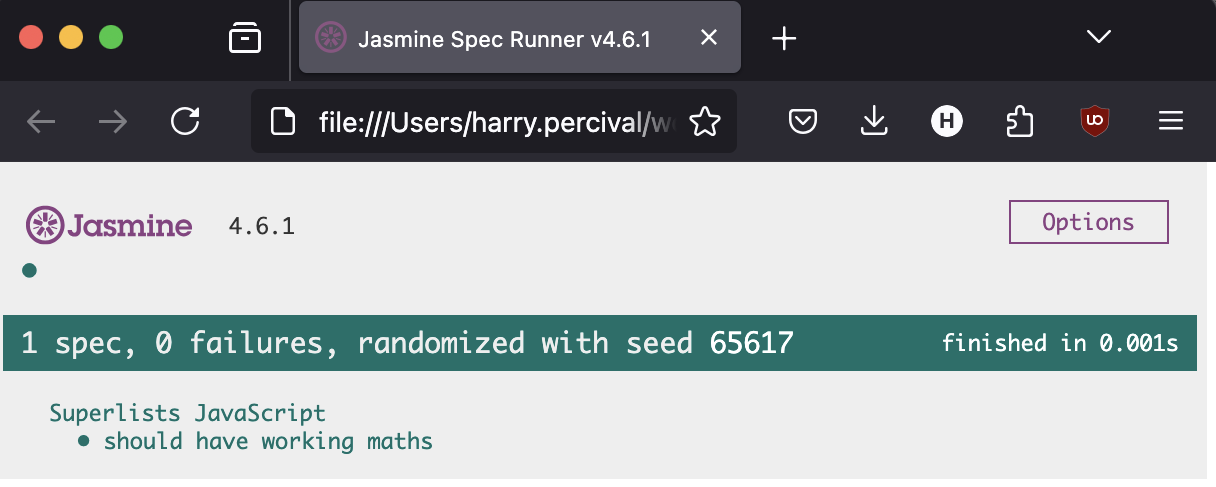 Jasmine Spec Runner v4.6.1
file:///Users/harry.percival/w
H
Jasmine 4.6.1
Options
1 spec, 0 failures, randomized with seed 65617
finished in 0.001s
Superlists JavaScript
• should have working maths